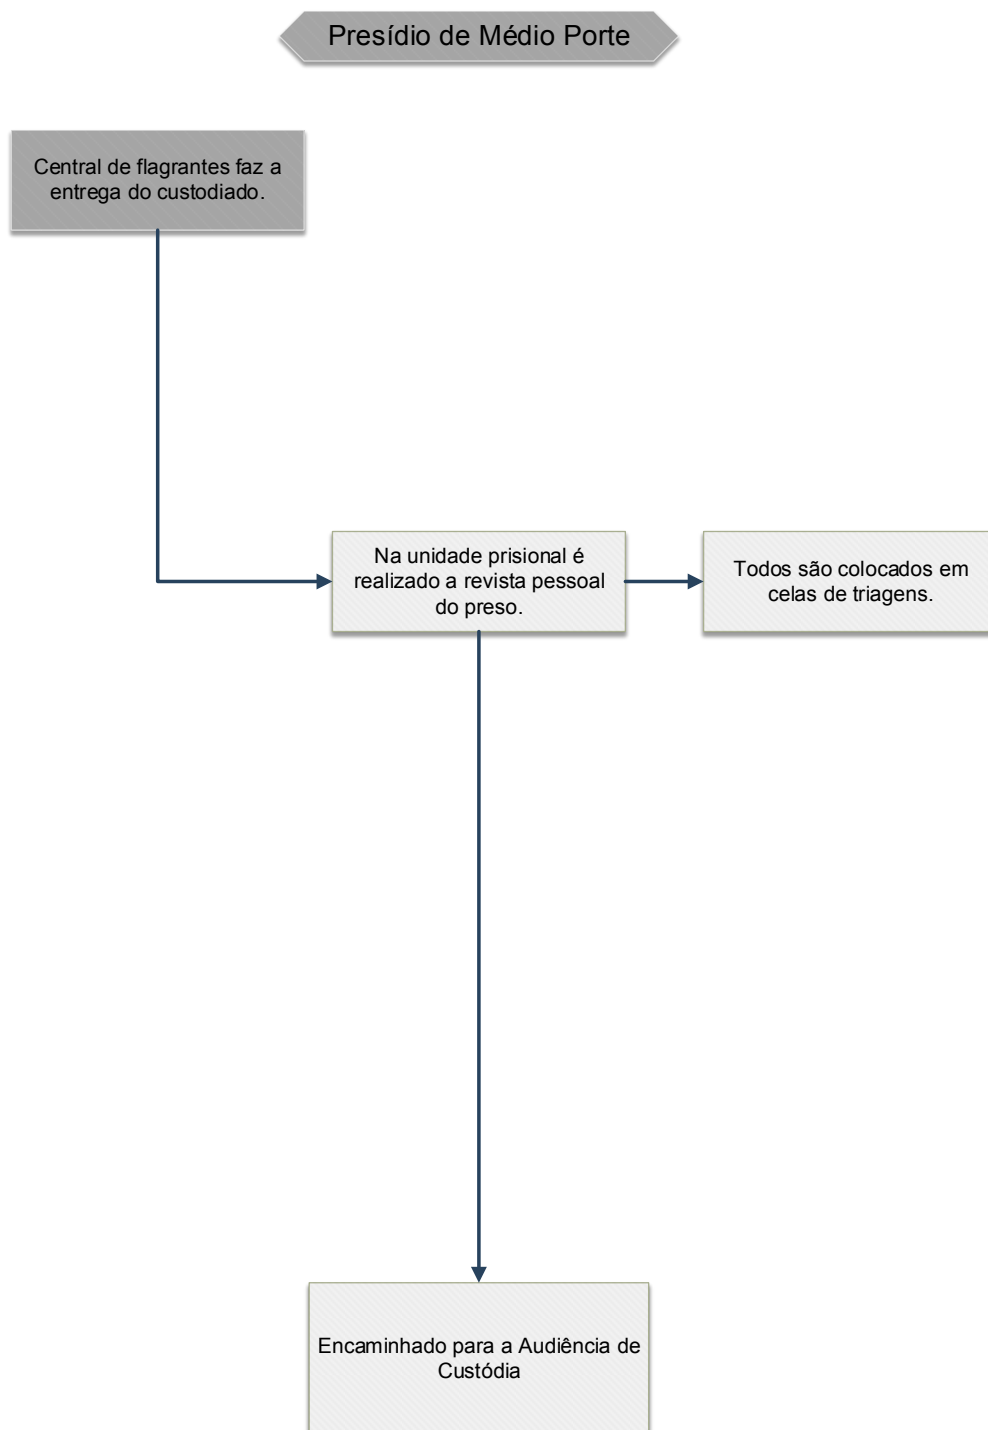 Presídio de Médio Porte
Central de flagrantes faz a
entrega do custodiado.
Na unidade prisional é
realizado a revista pessoal
do preso.
Todos são colocados em
celas de triagens.
Encaminhado para a Audiência de
Custódia